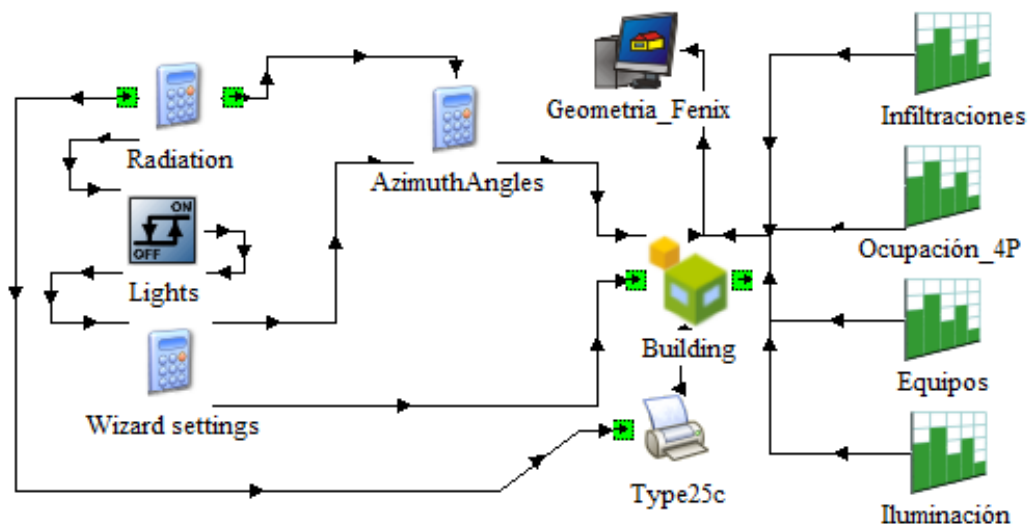 Geometria_Fenix
Infiltraciones
Radiation
AzimuthAngles
ON
OFF
Ocupación_4P
Lights
Building
Equipos
Wizard settings
Type25c
Iluminación